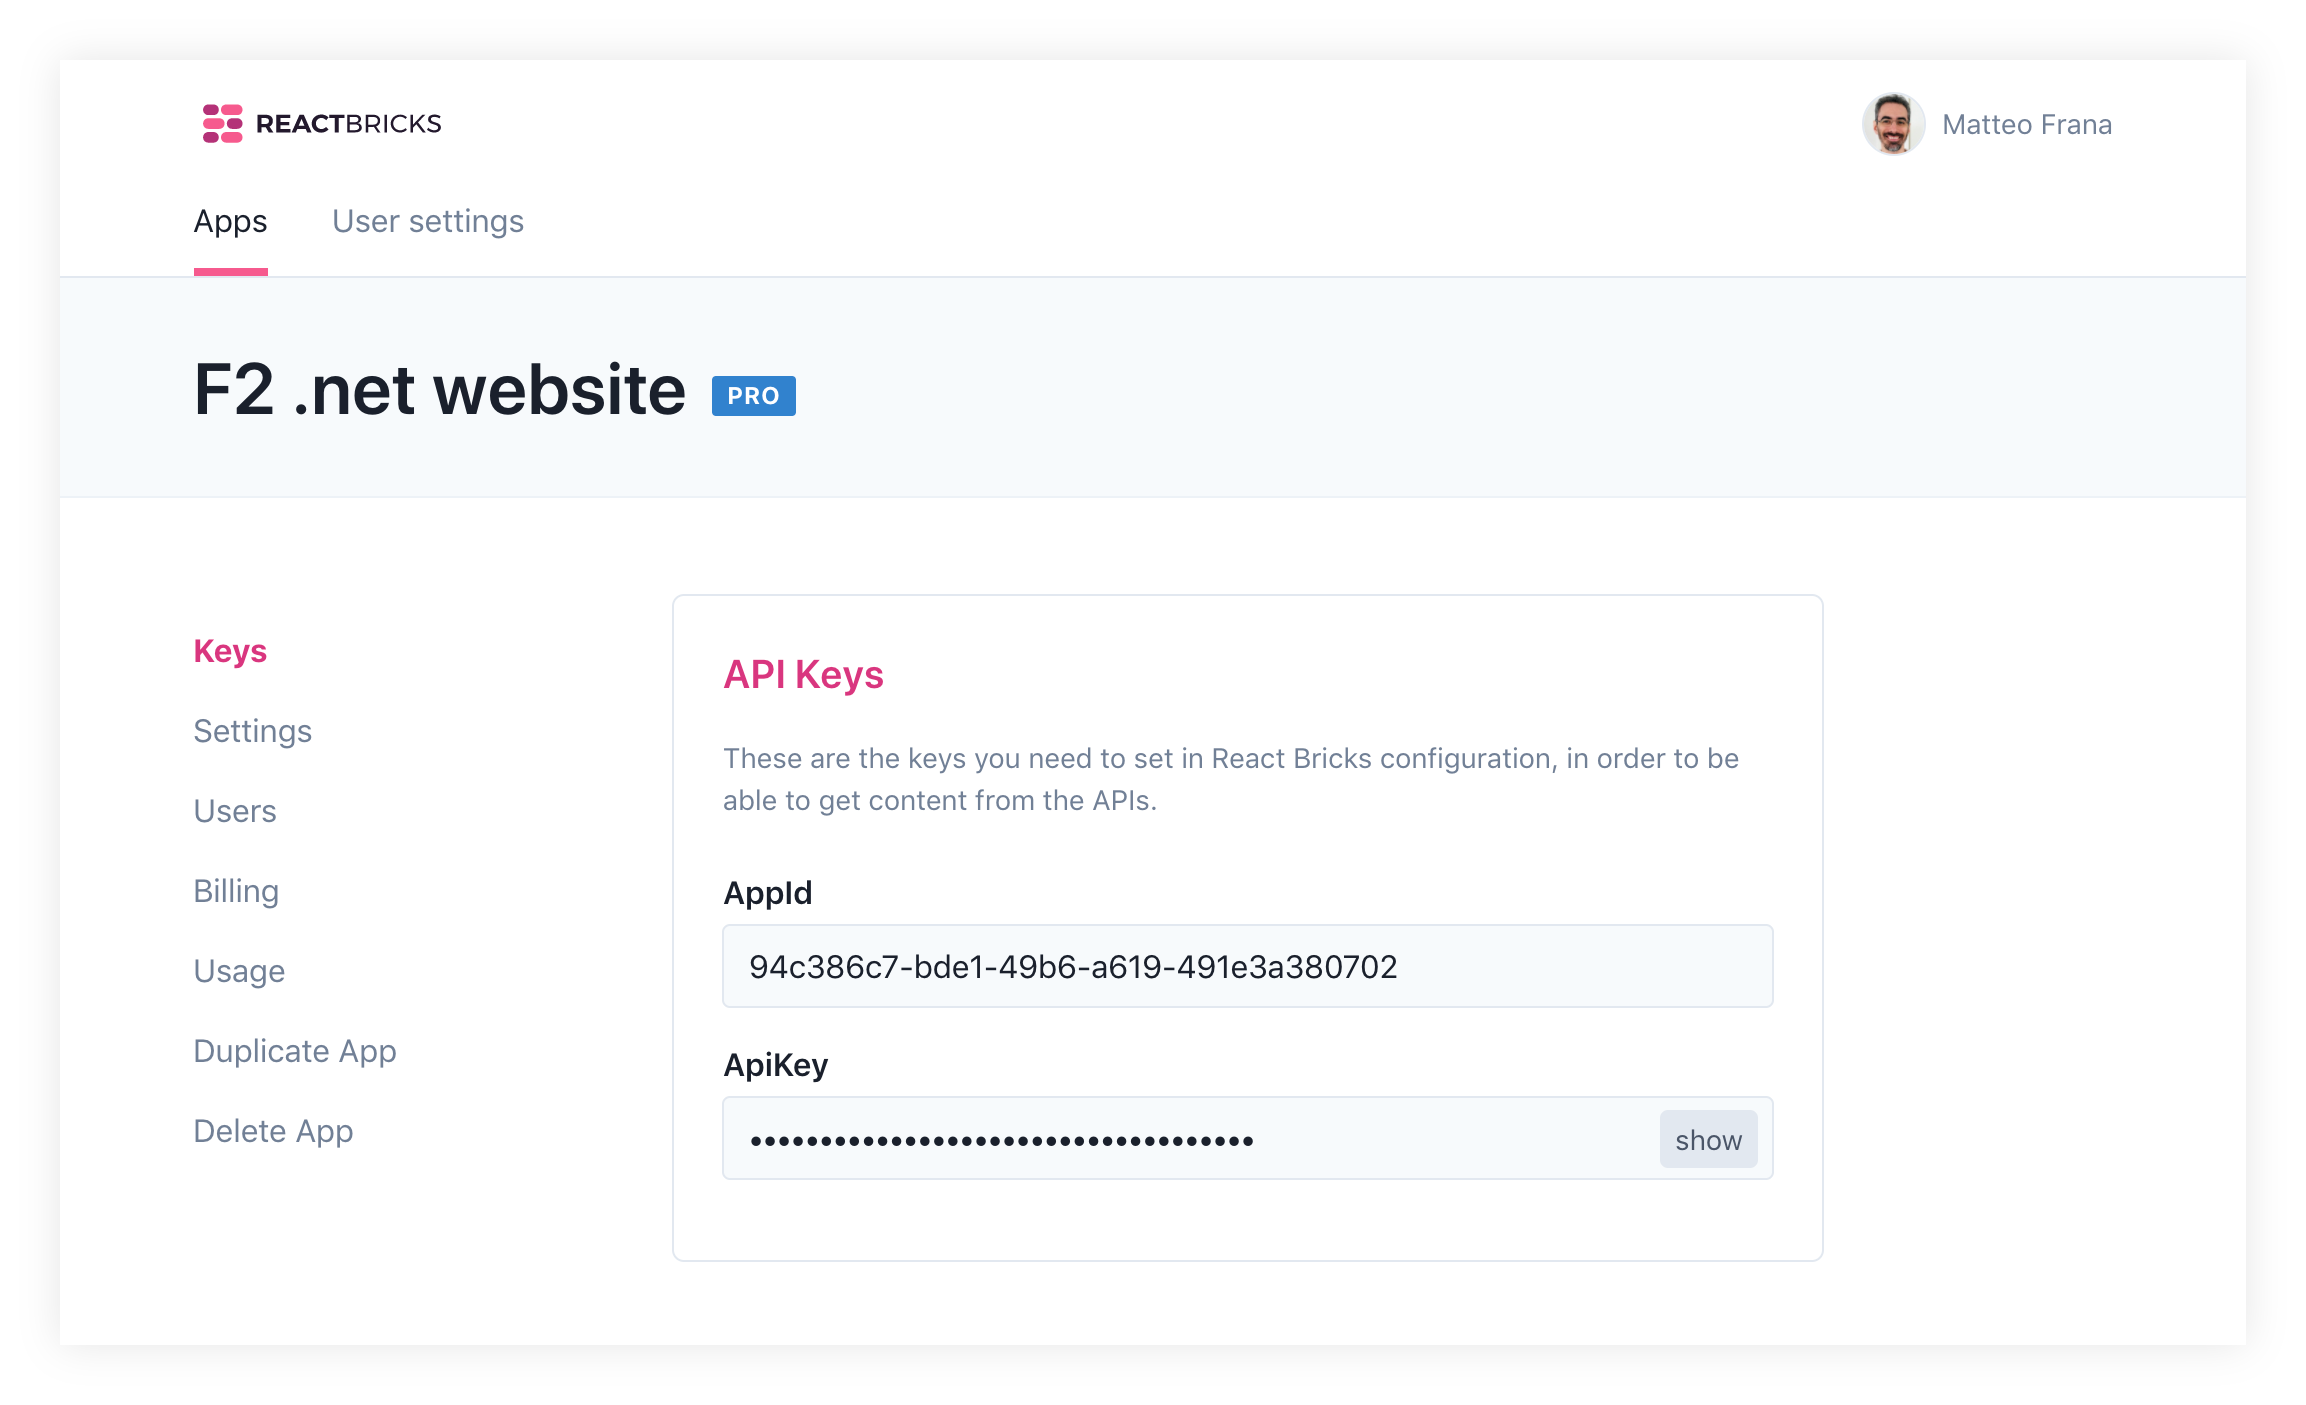 REACTBRICKS
Matteo Frana
Apps
User settings
F2 .net website
PRO
Keys
Settings
Users
Billing
Usage
Duplicate App
Delete App
API Keys
These are the keys you need to set in React Bricks configuration, in order to be
able to get content from the APIs.
AppId
94c386c7-bde1-49b6-a619-491e3a380702
ApiKey
••••••••••••••••••••••••••••••••••••
show